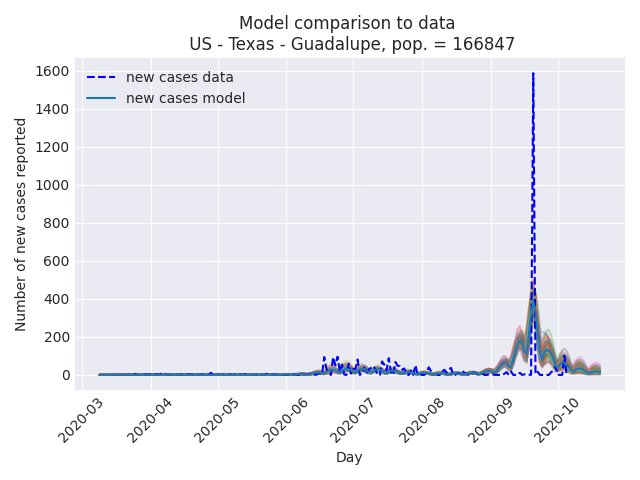 Model comparison to data
US - Texas - Guadalupe, pop. = 166847
new cases data
new cases model
Number of new cases reported
1600
1400
1200
1000
800
600
400
200
0
2020-03
2020-04
2020-05
2020-06
2020-07
2020-08
2020-09
2020-10
Day